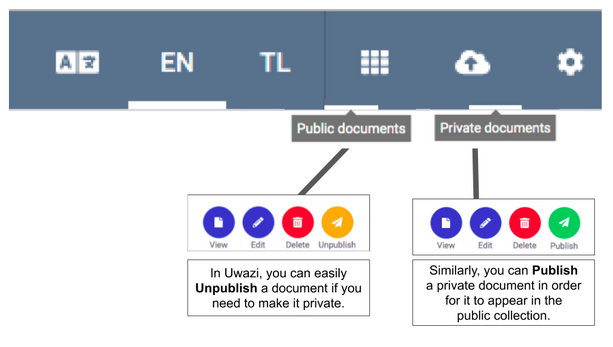 A 文 EN TL
Public documents Private documents
View Edit Delete Unpublish
View Edit Delete Publish
In Uwazi, you can easily
Unpublish a document if you
need to make it private.
Similarly, you can Publish
a private document in order
for it to appear in the
public collection.